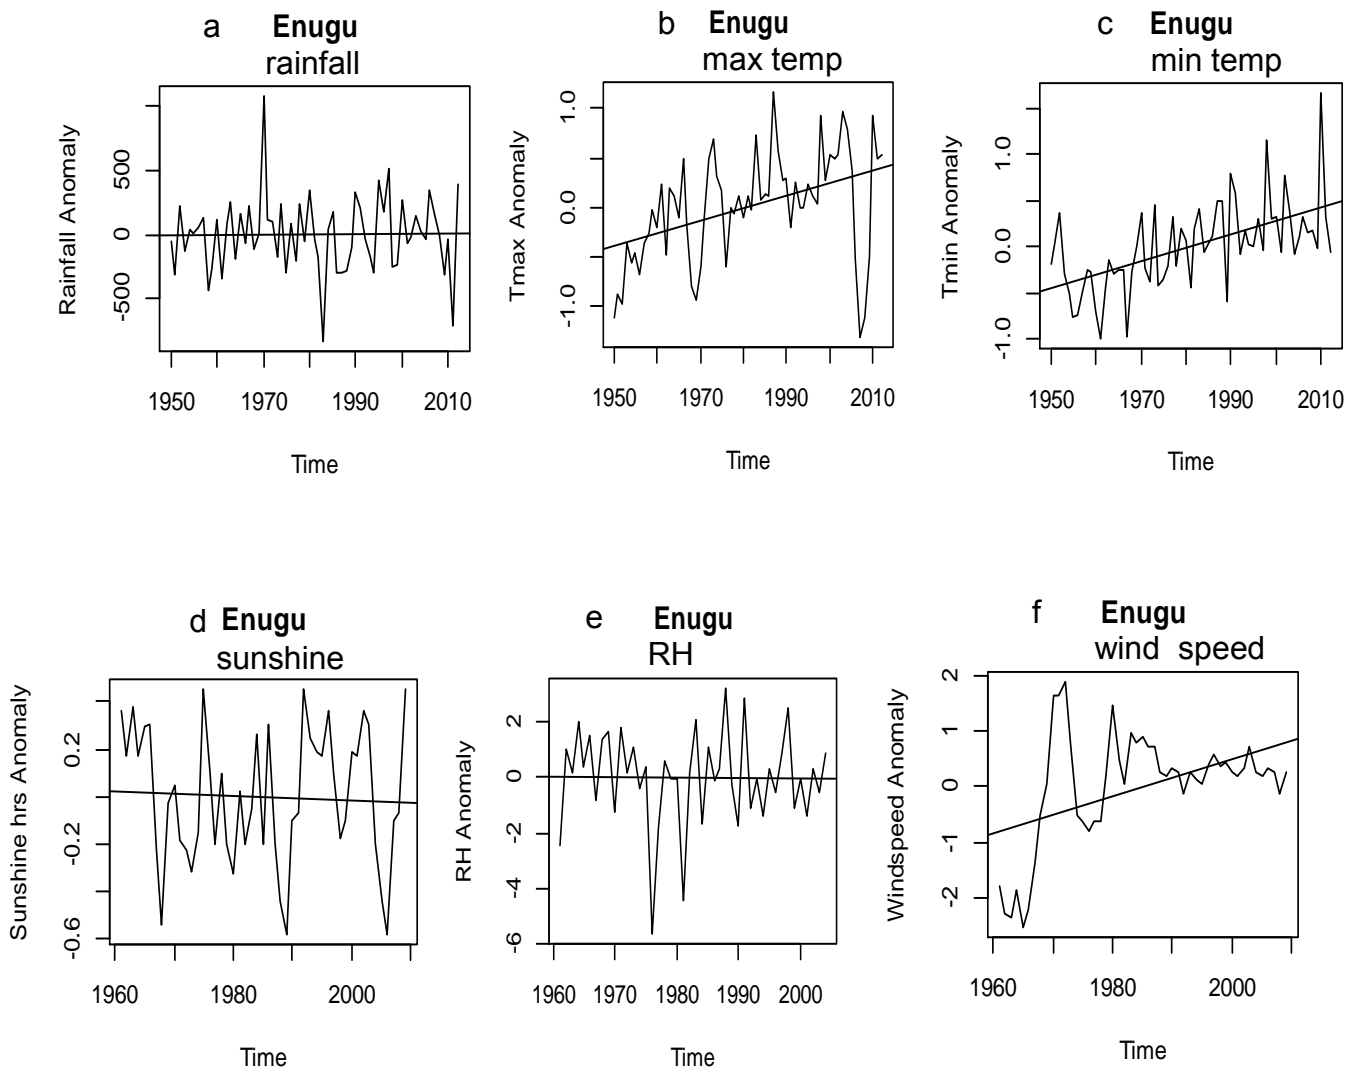 a Enugu
rainfall
Rainfall Anomaly
500
0
-500
1950 1970 1990 2010
Time
b Enugu
max temp
Tmax Anomaly
1.0
0.0
-1.0
1950 1970 1990 2010
Time
c Enugu
min temp
Tmin Anomaly
1.0
0.0
-1.0
1950 1970 1990 2010
Time
d Enugu
sunshine
Sunshine hrs Anomaly
0.2
-0.2
-0.6
1960 1980 2000
Time
e Enugu
RH
RH Anomaly
2
0
-2
-4
-6
1960 1970 1980 1990 2000
Time
f Enugu
wind speed
Windspeed Anomaly
2
1
0
-1
-2
1960 1980 2000
Time